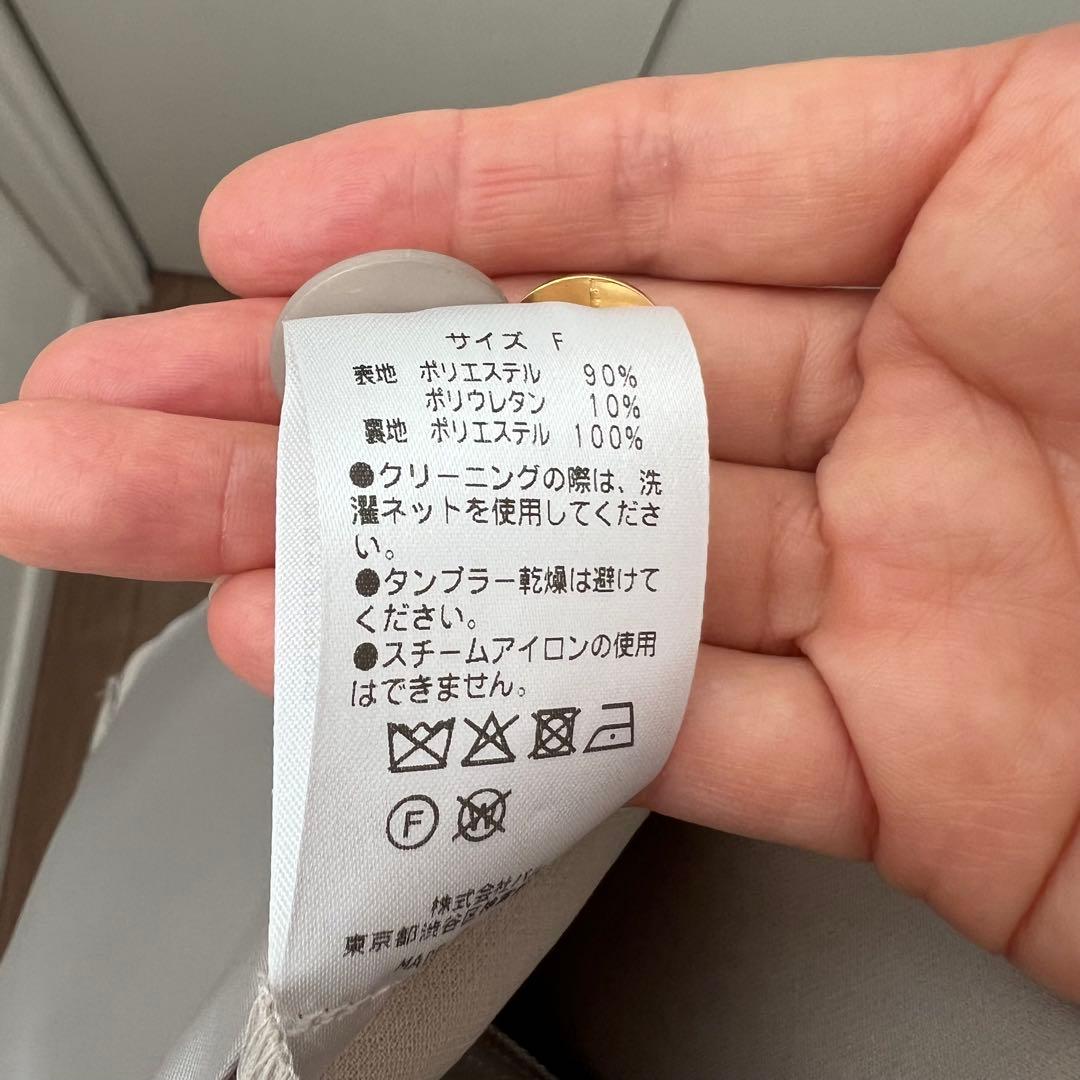 サイズ F
表地 ポリエステル 90%
ポリウレタン 10%
裏地 ポリエステル 100%
●クリーニングの際は、洗
濯ネットを使用してくださ
い。
●タンブラー乾燥は避けて
ください。
●スチームアイロンの使用
はできません。
F W
株式会社
東京都渋谷区神宮